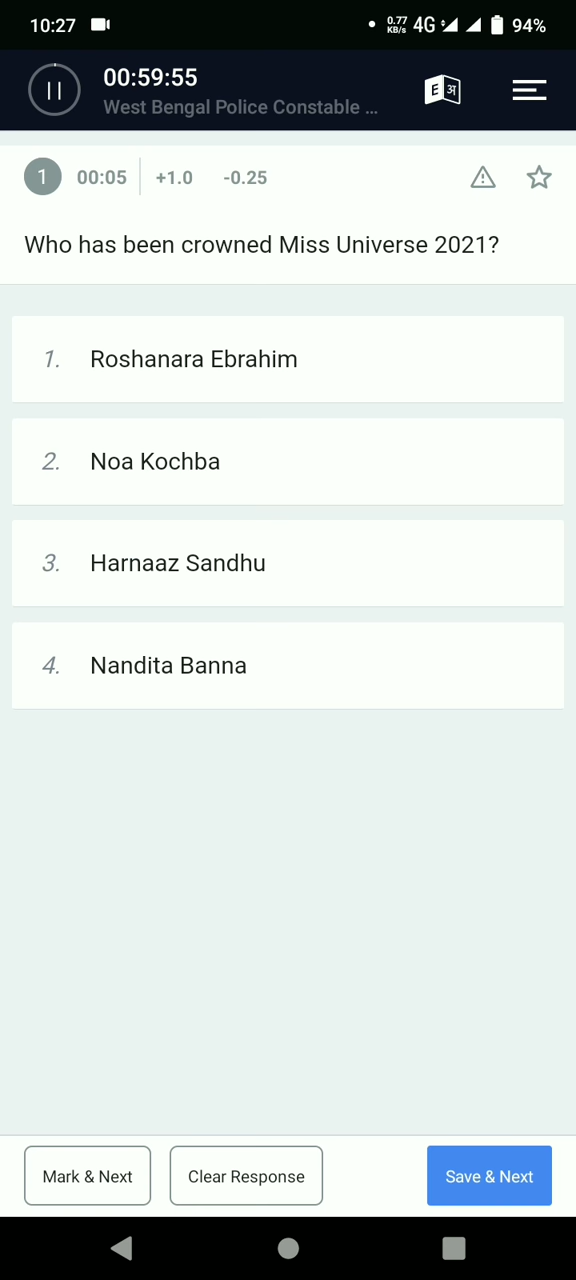 10:27
0.77 KB/s 4G 94%
00:59:55
West Bengal Police Constable ...
E अ
1 00:05 +1.0 -0.25
Who has been crowned Miss Universe 2021?
1. Roshanara Ebrahim
2. Noa Kochba
3. Harnaaz Sandhu
4. Nandita Banna
Mark & Next Clear Response Save & Next